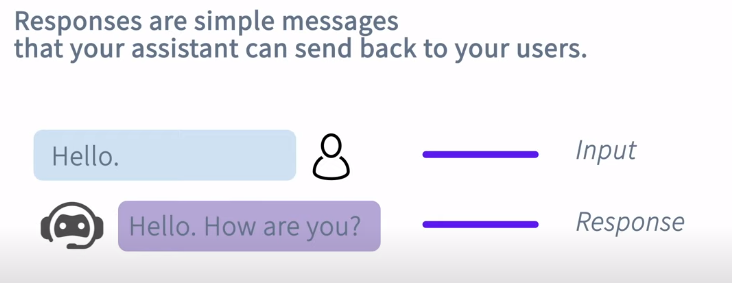 Responses are simple messages
that your assistant can send back to your users.
Hello.
Input
Hello. How are you?
Response